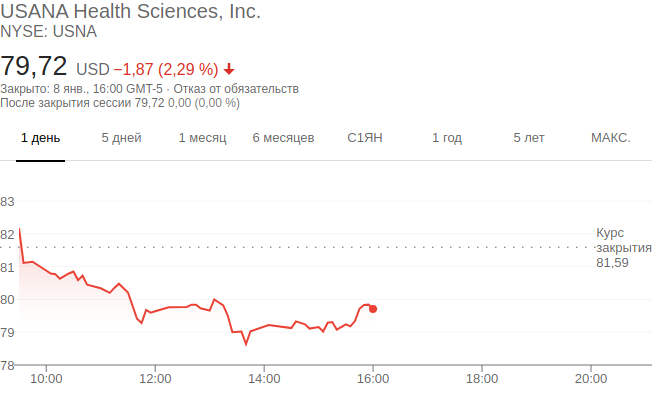 USANA Health Sciences, Inc.
NYSE: USNA
79,72 USD −1,87 (2,29 %)
Закрыто: 8 янв., 16:00 GMT-5 · Отказ от обязательств
После закрытия сессии 79,72 0,00 (0,00 %)
1 день 5 дней 1 месяц 6 месяцев С1ЯН 1 год 5 лет МАКС.
83
82
81
80
79
78
Курс
закрытия
81,59
10:00 12:00 14:00 16:00 18:00 20:00